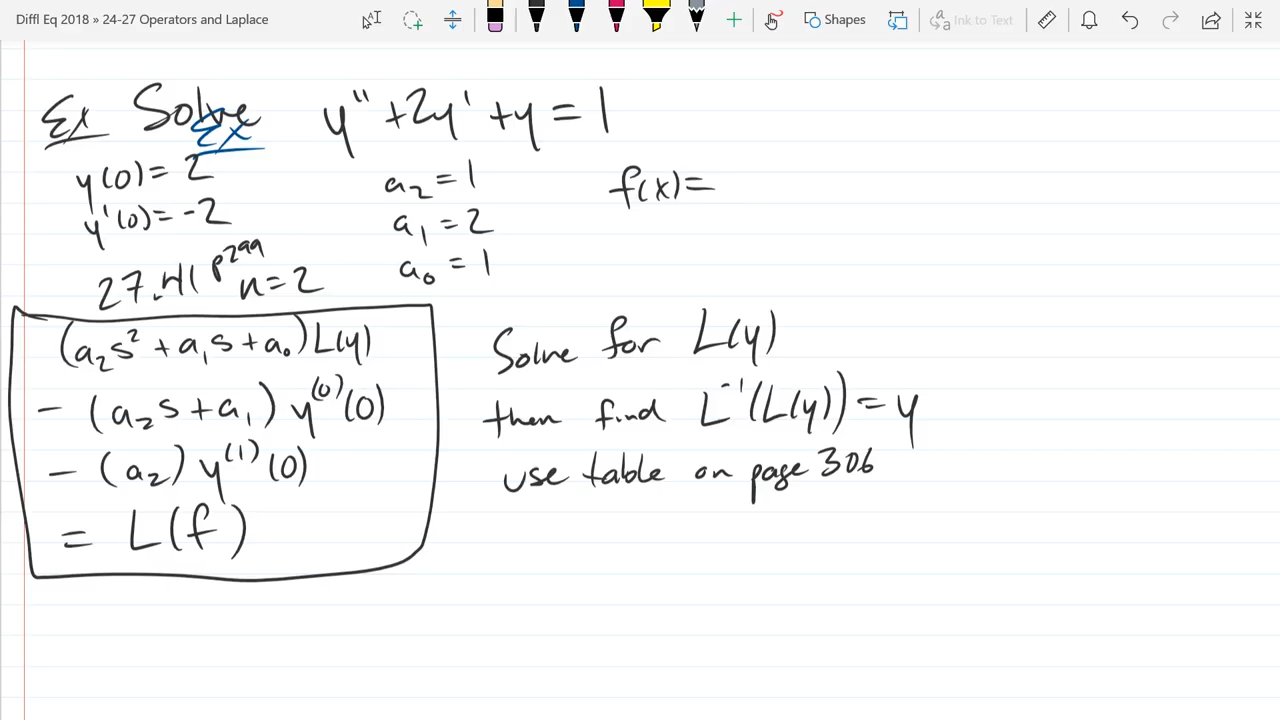 Diffl Eq 2018 » 24-27 Operators and Laplace
Shapes
Ink to Text
Ex Solve y'' + 2y' + y = 1
Ex
y(0) = 2
y'(0) = -2
a₂ = 1
a₁ = 2
a₀ = 1
f(x) =
27.41 p299 n = 2
(a₂s² + a₁s + a₀) L(y)
- (a₂s + a₁) y⁽⁰⁾(0)
- (a₂) y⁽¹⁾(0)
= L(f)
Solve for L(y)
then find L⁻¹(L(y)) = y
use table on page 306